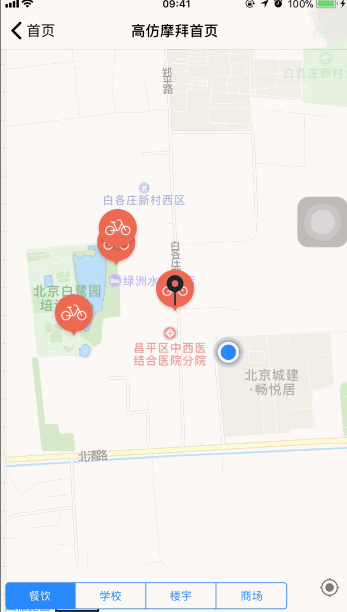 09:41
100%
首页
高仿摩拜首页
郑平路
白各庄新村
白各庄新村西区
白各庄
绿洲水
店
北京白鹭园
培
昌平区中西医
结合医院分院
北京城建
·畅悦居
北清路
餐饮
学校
楼宇
商场